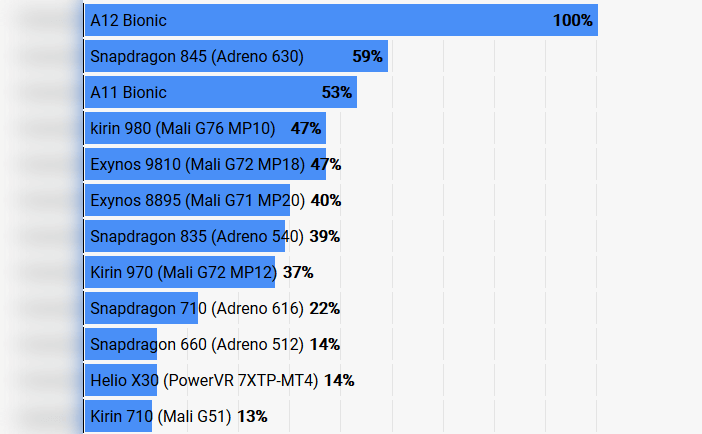 A12 Bionic 100%
Snapdragon 845 (Adreno 630) 59%
A11 Bionic 53%
kirin 980 (Mali G76 MP10) 47%
Exynos 9810 (Mali G72 MP18) 47%
Exynos 8895 (Mali G71 MP20) 40%
Snapdragon 835 (Adreno 540) 39%
Kirin 970 (Mali G72 MP12) 37%
Snapdragon 710 (Adreno 616) 22%
Snapdragon 660 (Adreno 512) 14%
Helio X30 (PowerVR 7XTP-MT4) 14%
Kirin 710 (Mali G51) 13%